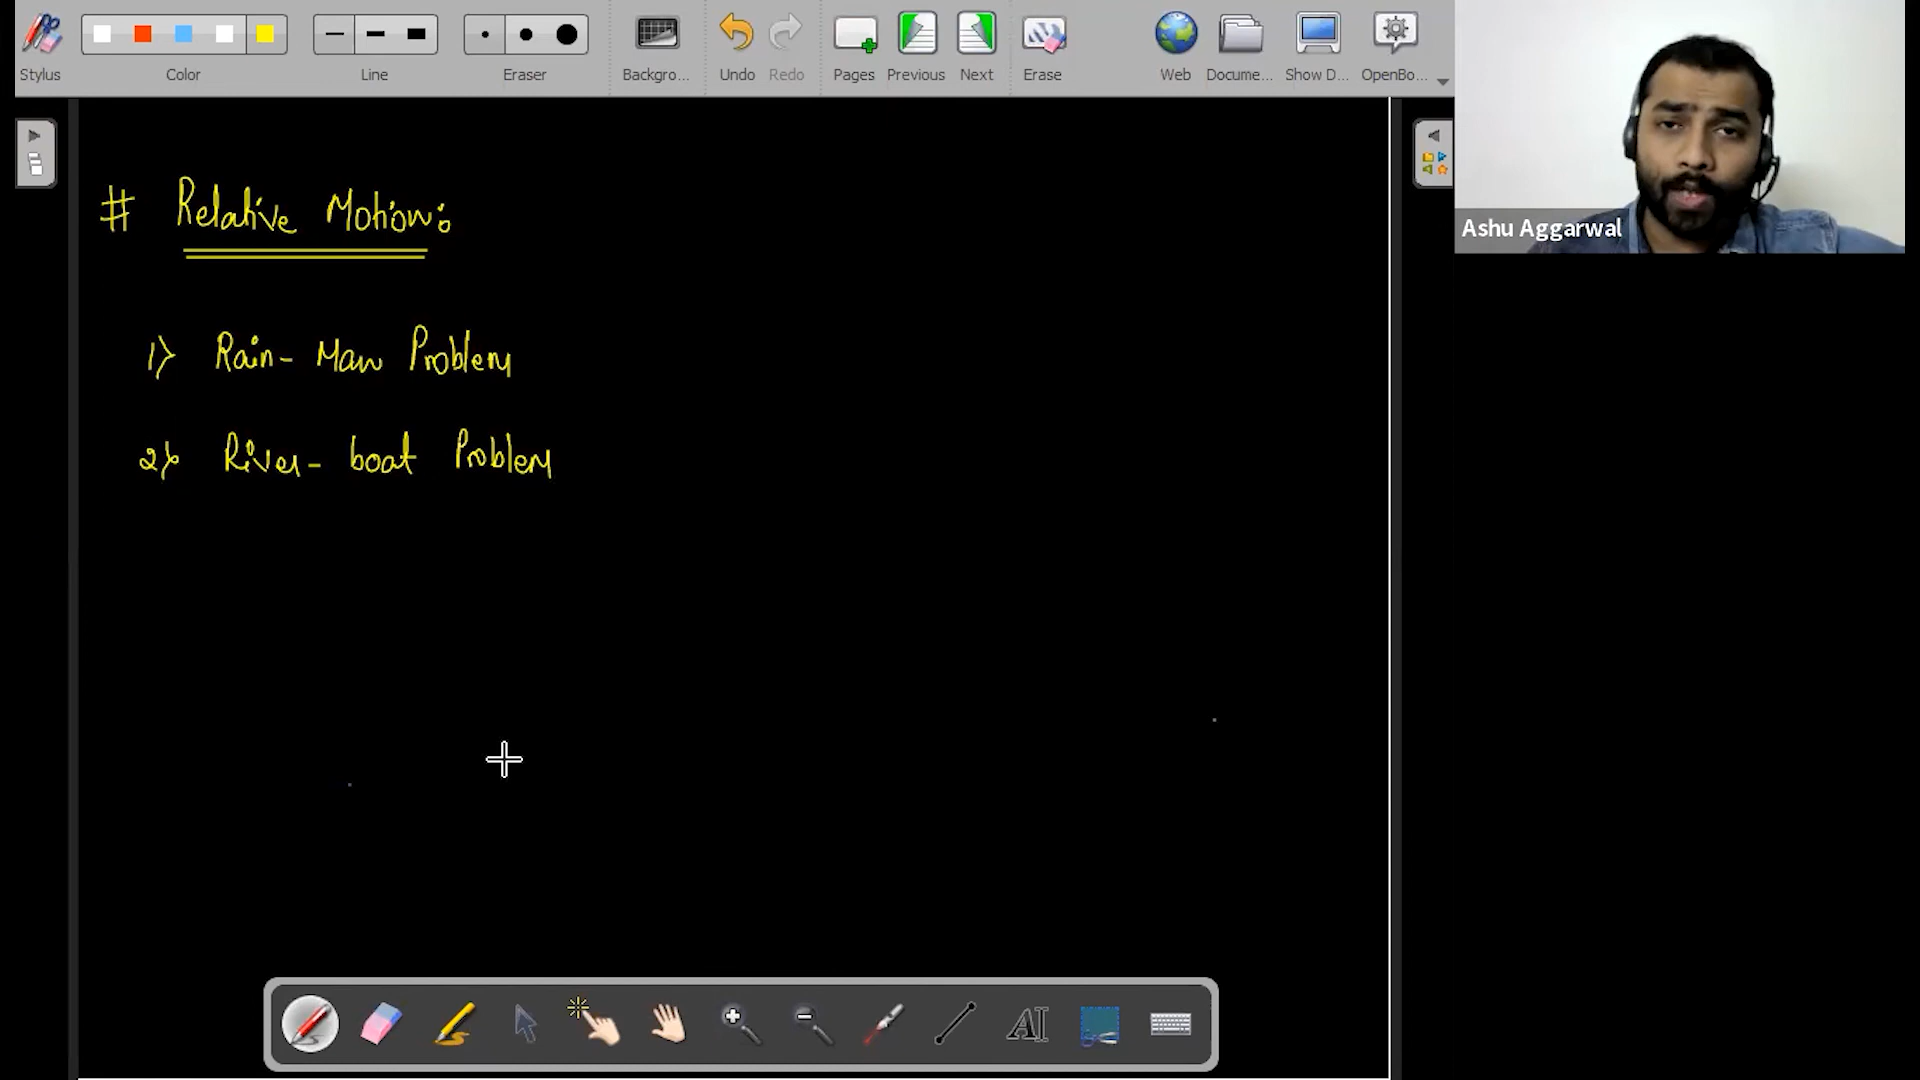 Stylus Color Line Eraser Backgro... Undo Redo Pages Previous Next Erase Web Docume... Show D... OpenBo...
Ashu Aggarwal
# Relative Motion:
1) Rain-Man Problem
2) River-boat Problem
AI